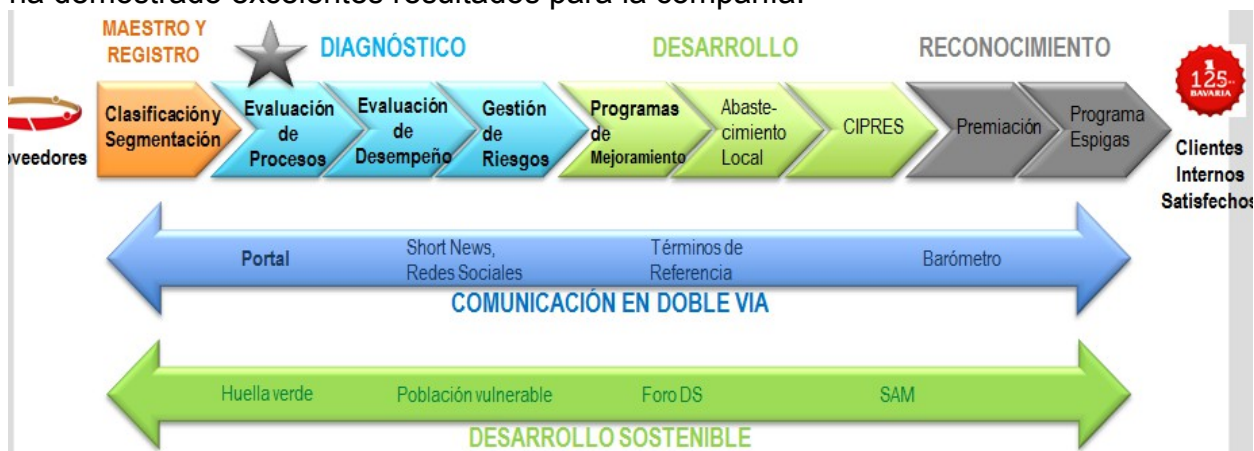 ha demostrado excelentes resultados para la compañía.
MAESTRO Y
REGISTRO
DIAGNÓSTICO
DESARROLLO
RECONOCIMIENTO
125
BAVARIA
oveedores
Clasificación y
Segmentación
Evaluación
de
Procesos
Evaluación
de
Desempeño
Gestión
de
Riesgos
Programas
de
Mejoramiento
Abaste-
cimiento
Local
CIPRES
Premiación
Programa
Espigas
Clientes
Internos
Satisfechos
Portal
Short News,
Redes Sociales
Términos de
Referencia
Barómetro
COMUNICACIÓN EN DOBLE VIA
Huella verde
Población vulnerable
Foro DS
SAM
DESARROLLO SOSTENIBLE